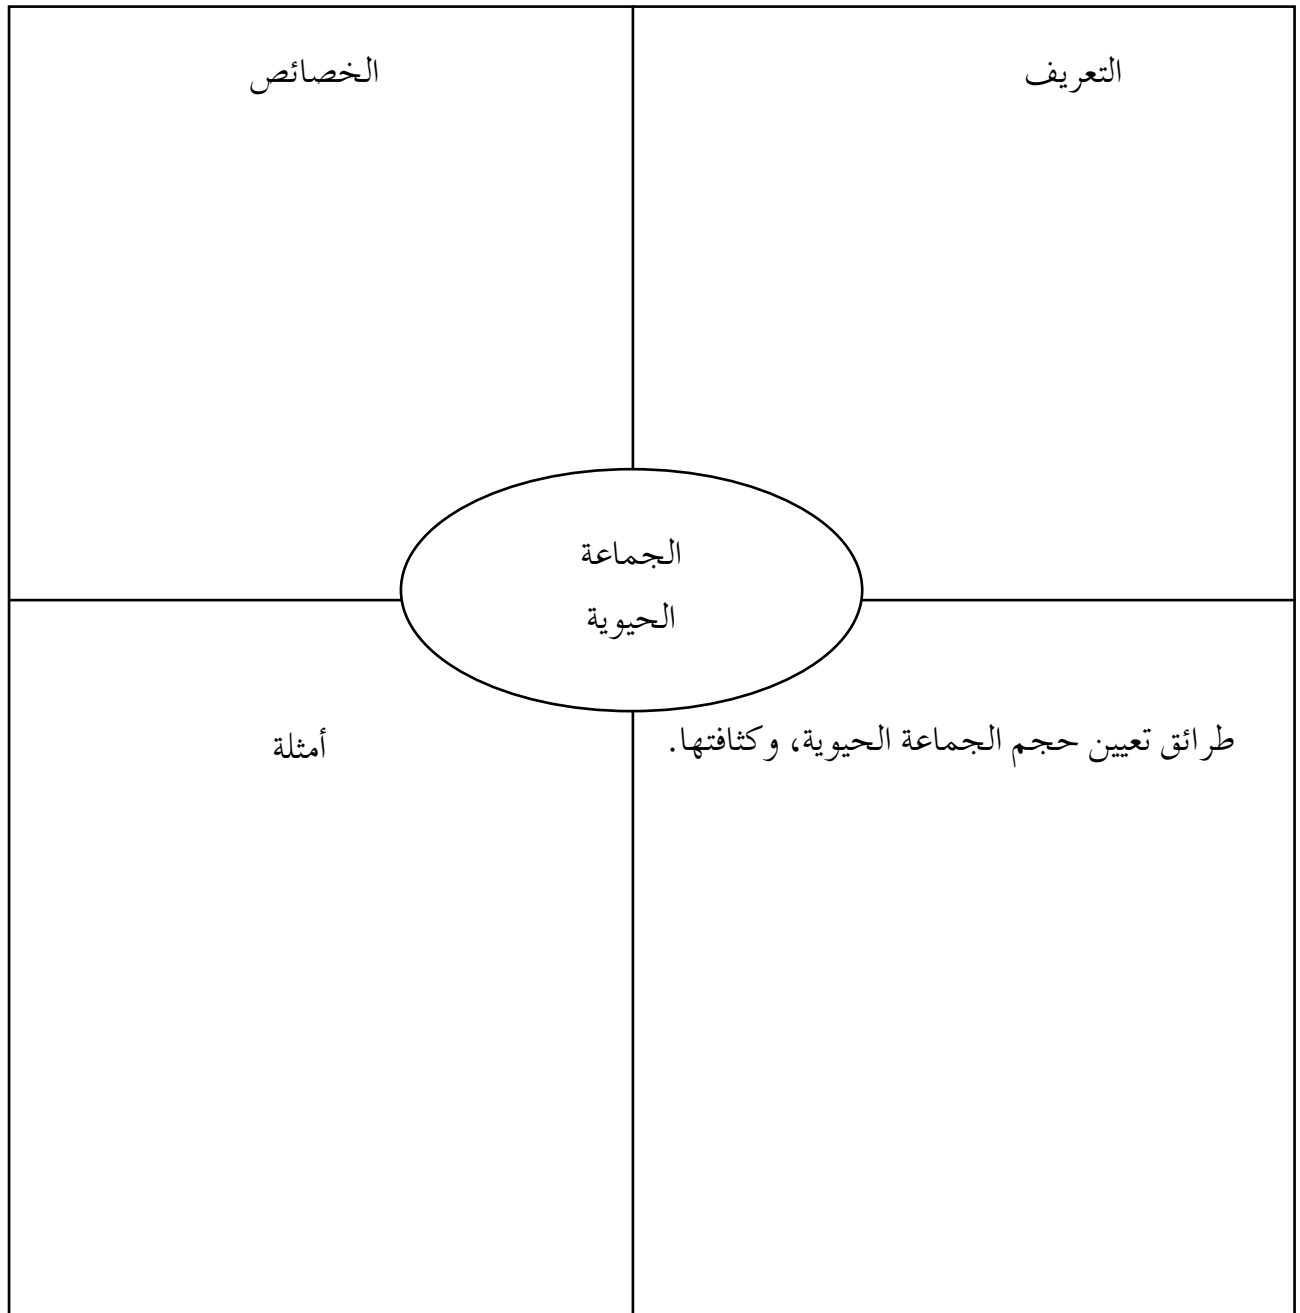 التعريف
الخصائص
الجماعة
الحيوية
طرائق تعيين حجم الجماعة الحيوية، وكثافتها.
أمثلة